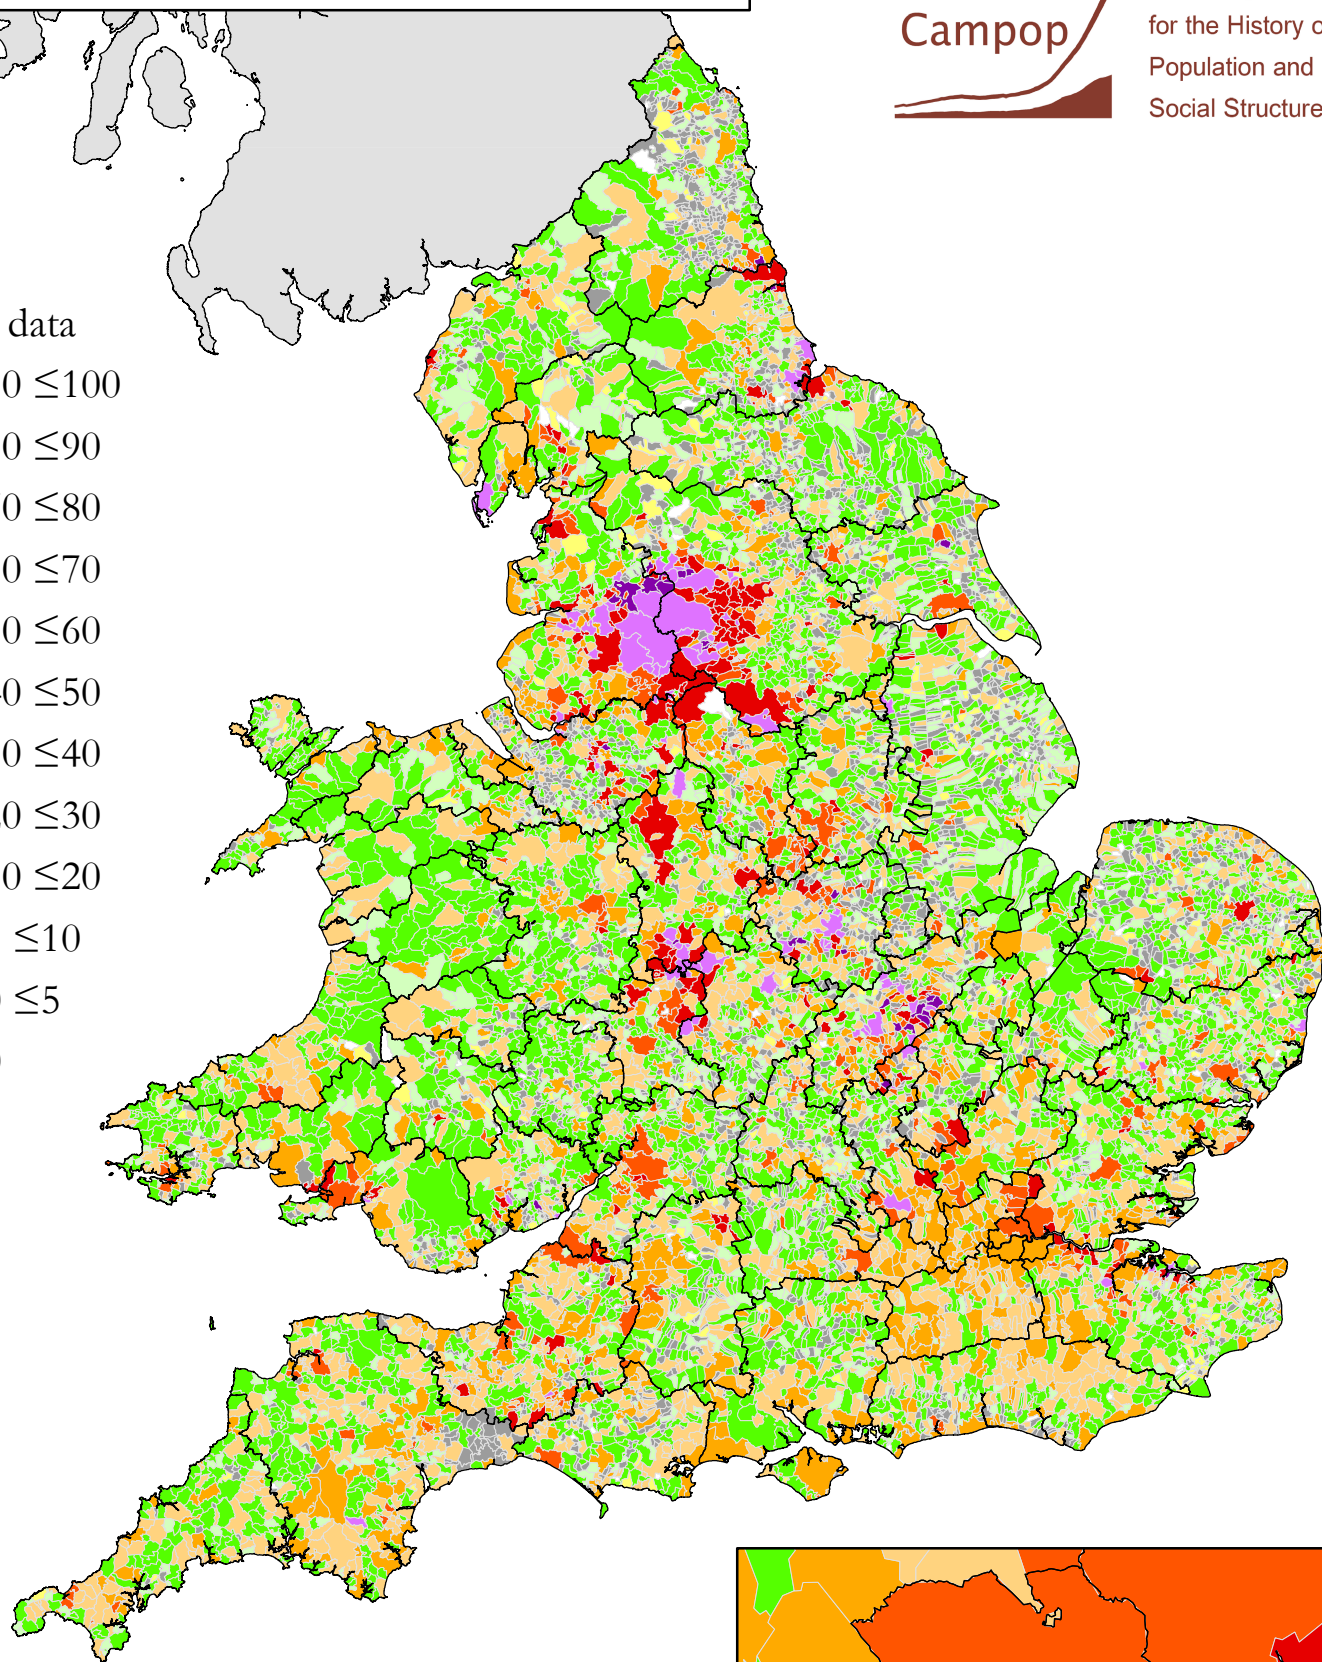 Campop
for the History o
Population and
Social Structure
data
0 ≤100
0 ≤90
0 ≤80
0 ≤70
0 ≤60
0 ≤50
0 ≤40
0 ≤30
0 ≤20
≤10
≤5